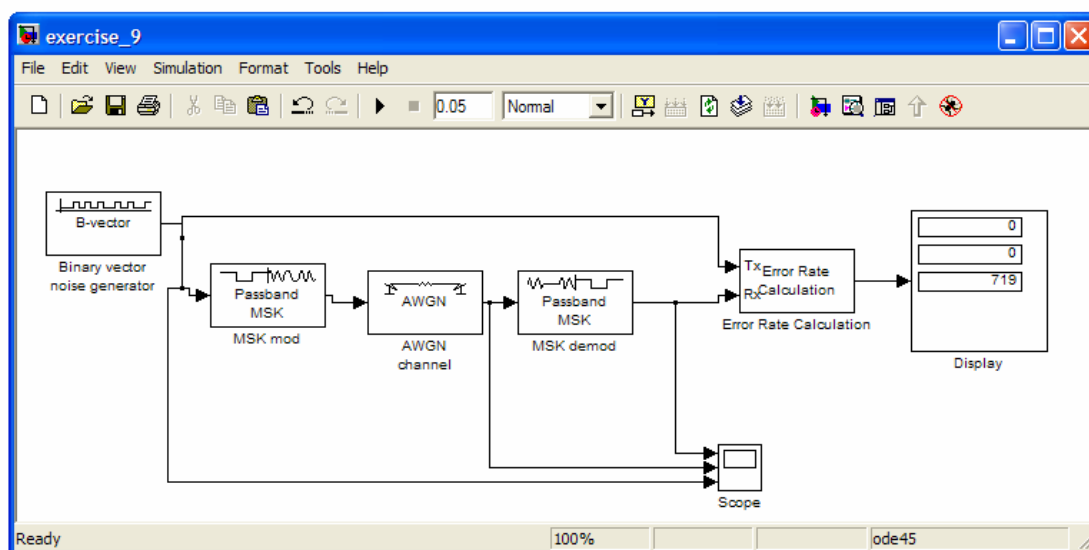 exercise_9
File Edit View Simulation Format Tools Help
0.05 Normal
B-vector
Binary vector
noise generator
Passband
MSK
MSK mod
AWGN
AWGN
channel
Passband
MSK
MSK demod
Tx
Rx
Error Rate
Calculation
Error Rate Calculation
0
0
719
Display
Scope
Ready 100% ode45